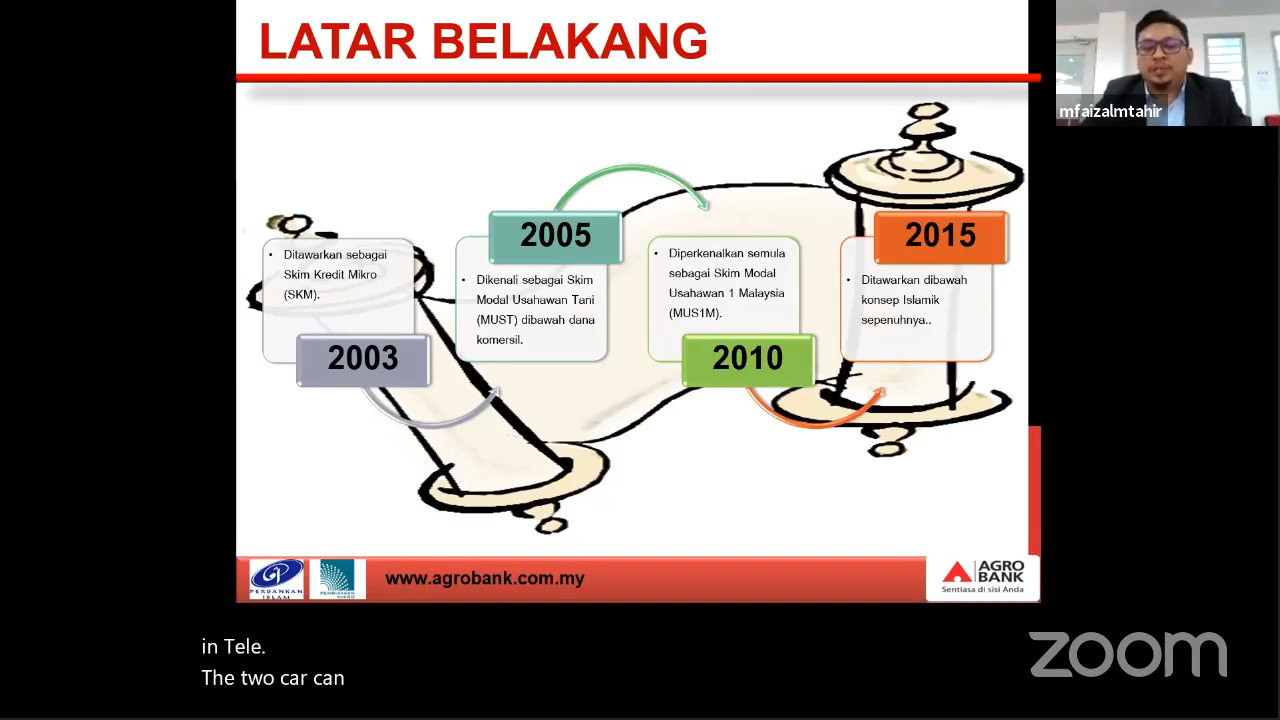 LATAR BELAKANG
mfaizalmtahir
• Ditawarkan sebagai
Skim Kredit Mikro
(SKM).
2003
2005
• Dikenali sebagai Skim
Modal Usahawan Tani
(MUST) dibawah dana
komersil.
• Diperkenalkan semula
sebagai Skim Modal
Usahawan 1 Malaysia
(MUS1M).
2010
2015
• Ditawarkan dibawah
konsep Islamik
sepenuhnya..
PERBANKAN
ISLAM
PEMBIAYAAN
MIKRO
www.agrobank.com.my
AGRO
BANK
Sentiasa di sisi Anda
in Tele.
The two car can
zoom